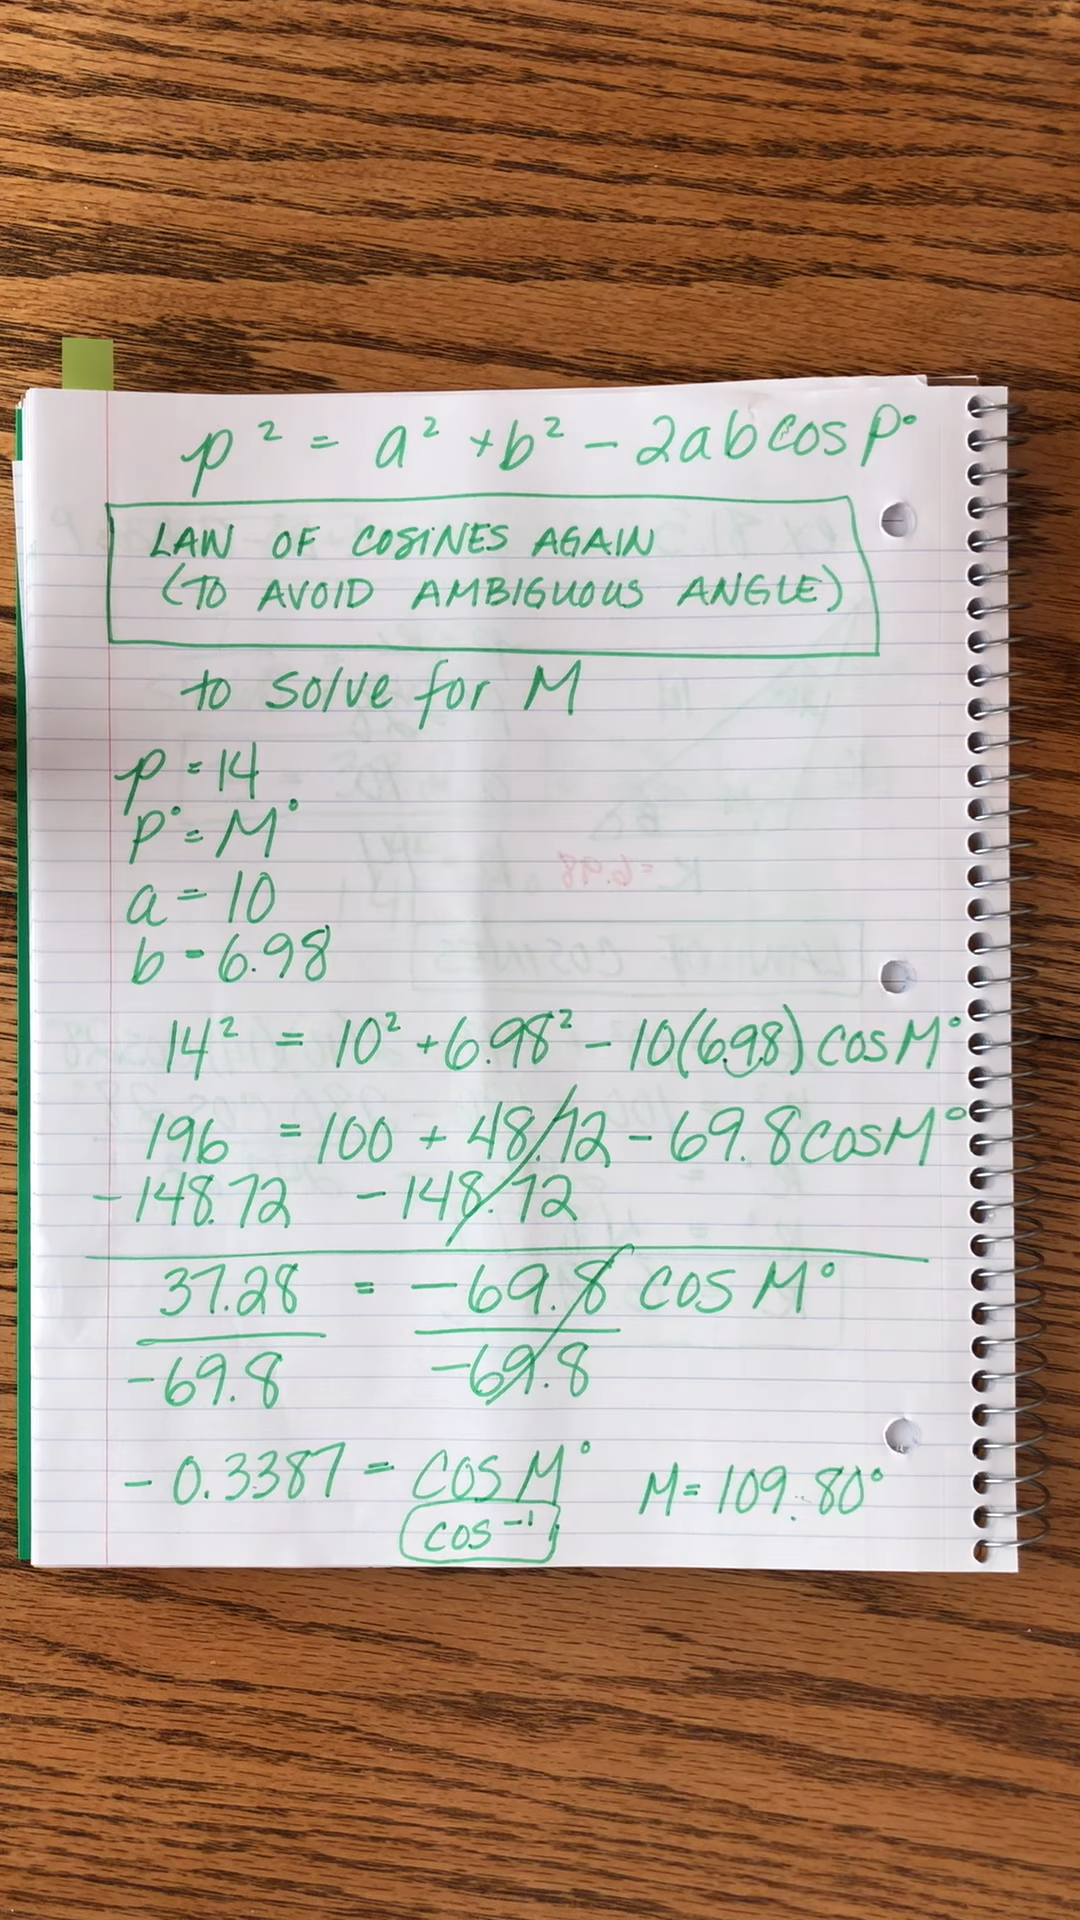 p² = a² + b² - 2ab cos P°
LAW OF COSINES AGAIN
(TO AVOID AMBIGUOUS ANGLE)
to solve for M
p = 14
P° = M°
a = 10
b = 6.98
14² = 10² + 6.98² - 10(6.98) cos M°
196 = 100 + 48.72 - 69.8 cos M°
-148.72 -148.72
37.28 = -69.8 cos M°
-69.8 -69.8
-0.3387 = cos M° M = 109.80°
cos⁻¹